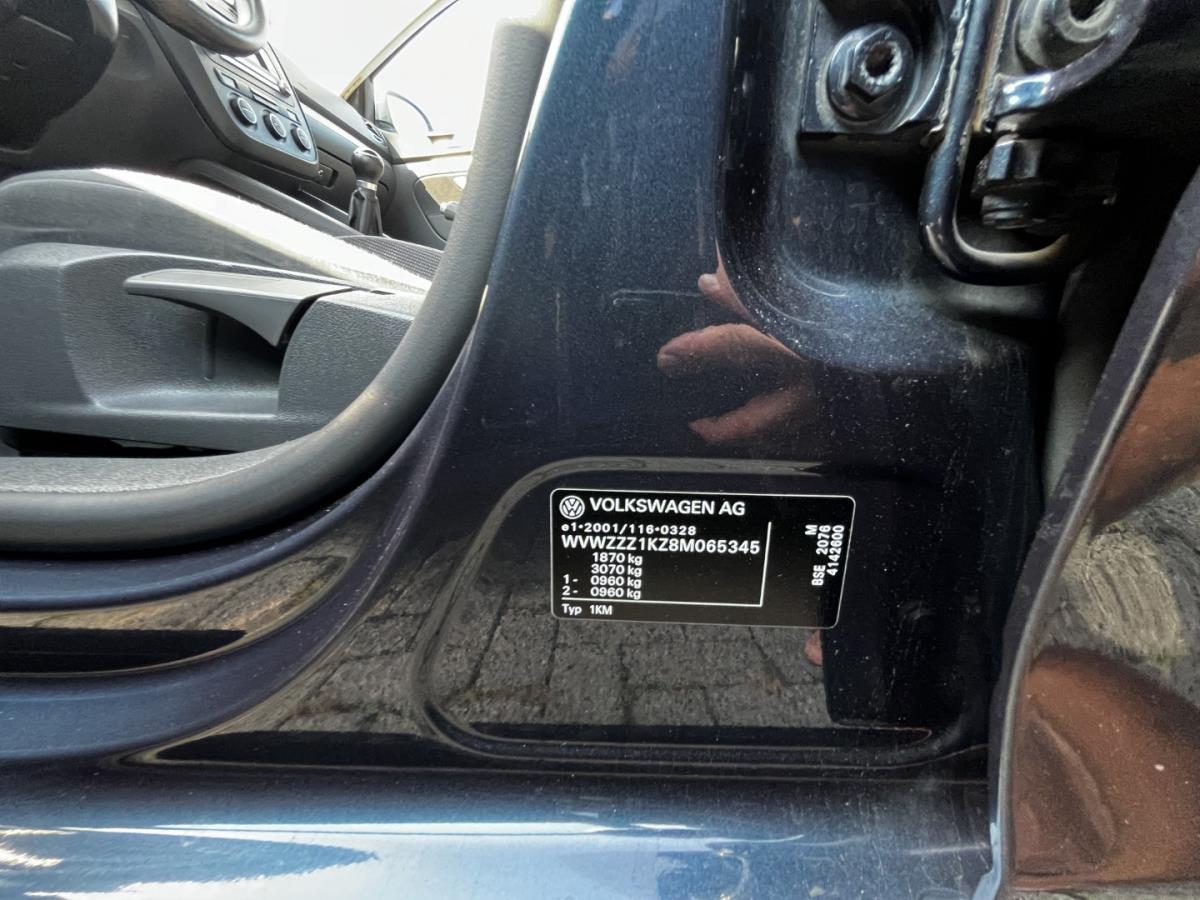 VOLKSWAGEN AG
e1*2001/116*0328
WVWZZZ1KZ8M065345
1870 kg
3070 kg
1- 0960 kg
2- 0960 kg
Typ 1KM
M
BSE 2076
4142600